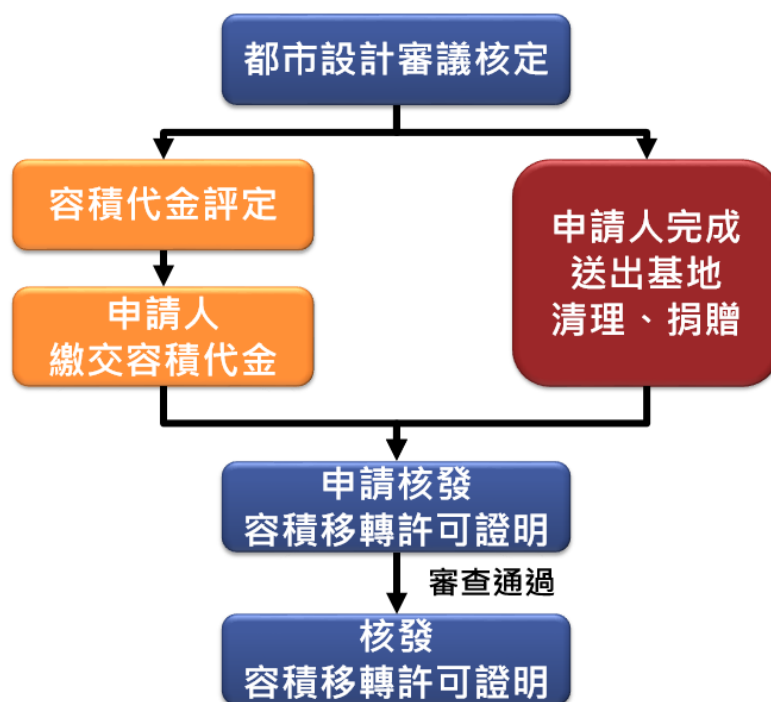 都市設計審議核定
容積代金評定
申請人
繳交容積代金
申請人完成
送出基地
清理、捐贈
申請核發
容積移轉許可證明
審查通過
核發
容積移轉許可證明